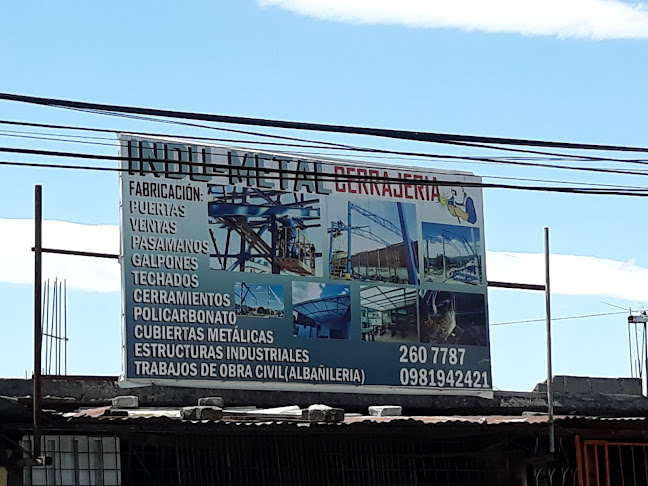 INDU-METAL CERRAJERIA
FABRICACIÓN:
PUERTAS
VENTAS
PASAMANOS
GALPONES
TECHADOS
CERRAMIENTOS
POLICARBONATO
CUBIERTAS METÁLICAS
ESTRUCTURAS INDUSTRIALES
TRABAJOS DE OBRA CIVIL(ALBAÑILERIA)
260 7787
0981942421